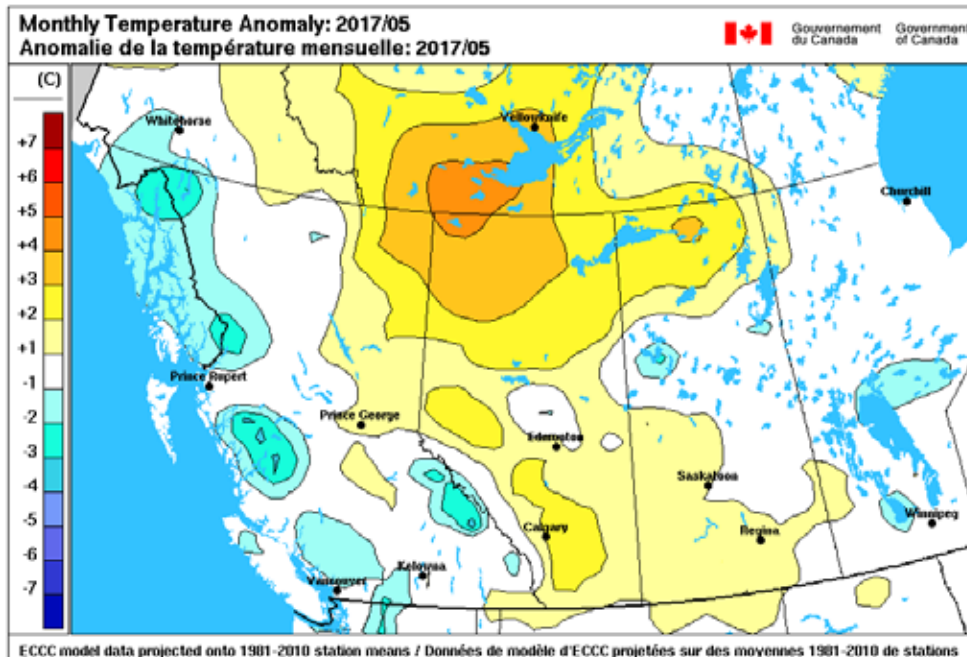 Monthly Temperature Anomaly: 2017/05
Anomalie de la température mensuelle: 2017/05
Gouvernement du Canada
Government of Canada
(C)
+7
+6
+5
+4
+3
+2
+1
-1
-2
-3
-4
-5
-6
-7
Whitehorse
Yellowknife
Churchill
Prince Rupert
Prince George
Edmonton
Saskatoon
Calgary
Regina
Winnipeg
Kelowna
Vancouver
ECCC model data projected onto 1981-2010 station means / Données de modèle d'ECCC projetées sur des moyennes 1981-2010 de stations